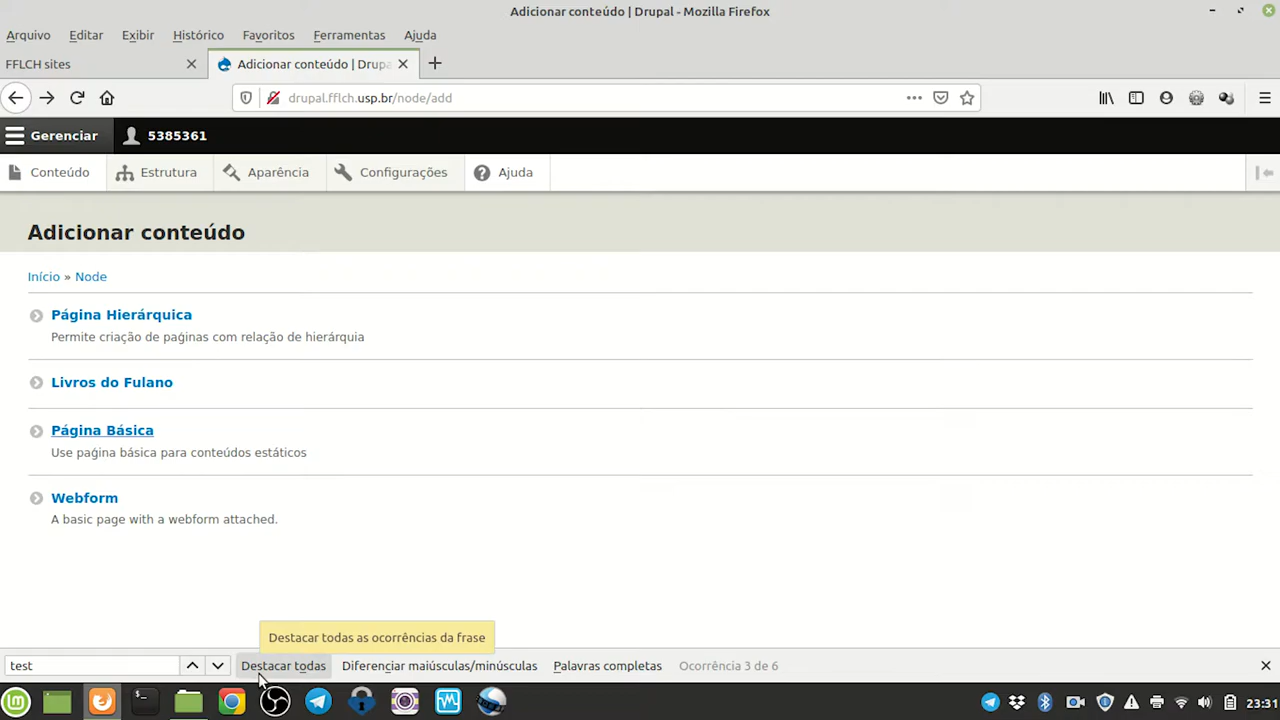 Adicionar conteúdo | Drupal - Mozilla Firefox
Arquivo Editar Exibir Histórico Favoritos Ferramentas Ajuda
FFLCH sites
Adicionar conteúdo | Drupa
drupal.fflch.usp.br/node/add
Gerenciar 5385361
Conteúdo Estrutura Aparência Configurações Ajuda
Adicionar conteúdo
Início » Node
Página Hierárquica
Permite criação de paǵinas com relação de hierárquia
Livros do Fulano
Página Básica
Use paǵina básica para conteúdos estáticos
Webform
A basic page with a webform attached.
Destacar todas as ocorrências da frase
test Destacar todas Diferenciar maiúsculas/minúsculas Palavras completas Ocorrência 3 de 6
23:31